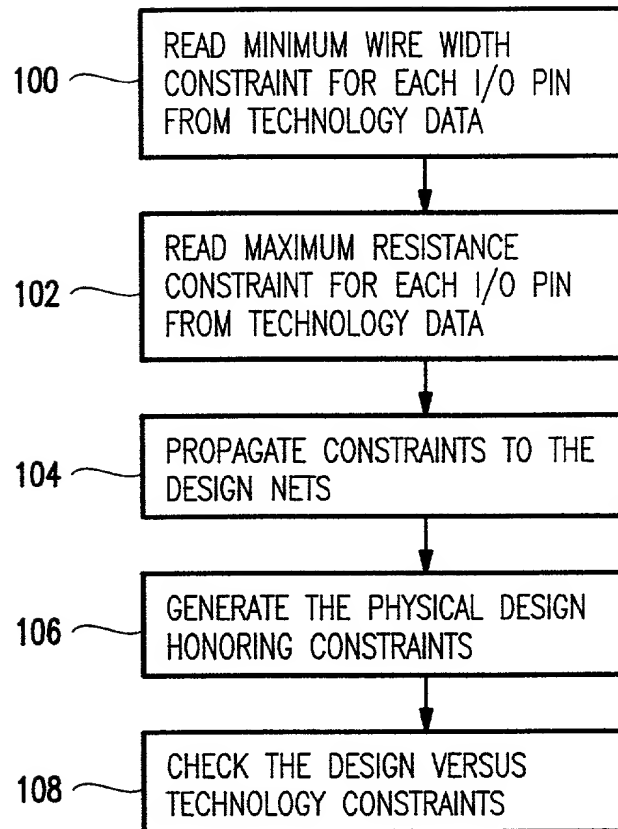 100
READ MINIMUM WIRE WIDTH
CONSTRAINT FOR EACH I/O PIN
FROM TECHNOLOGY DATA
102
READ MAXIMUM RESISTANCE
CONSTRAINT FOR EACH I/O PIN
FROM TECHNOLOGY DATA
104
PROPAGATE CONSTRAINTS TO THE
DESIGN NETS
106
GENERATE THE PHYSICAL DESIGN
HONORING CONSTRAINTS
108
CHECK THE DESIGN VERSUS
TECHNOLOGY CONSTRAINTS